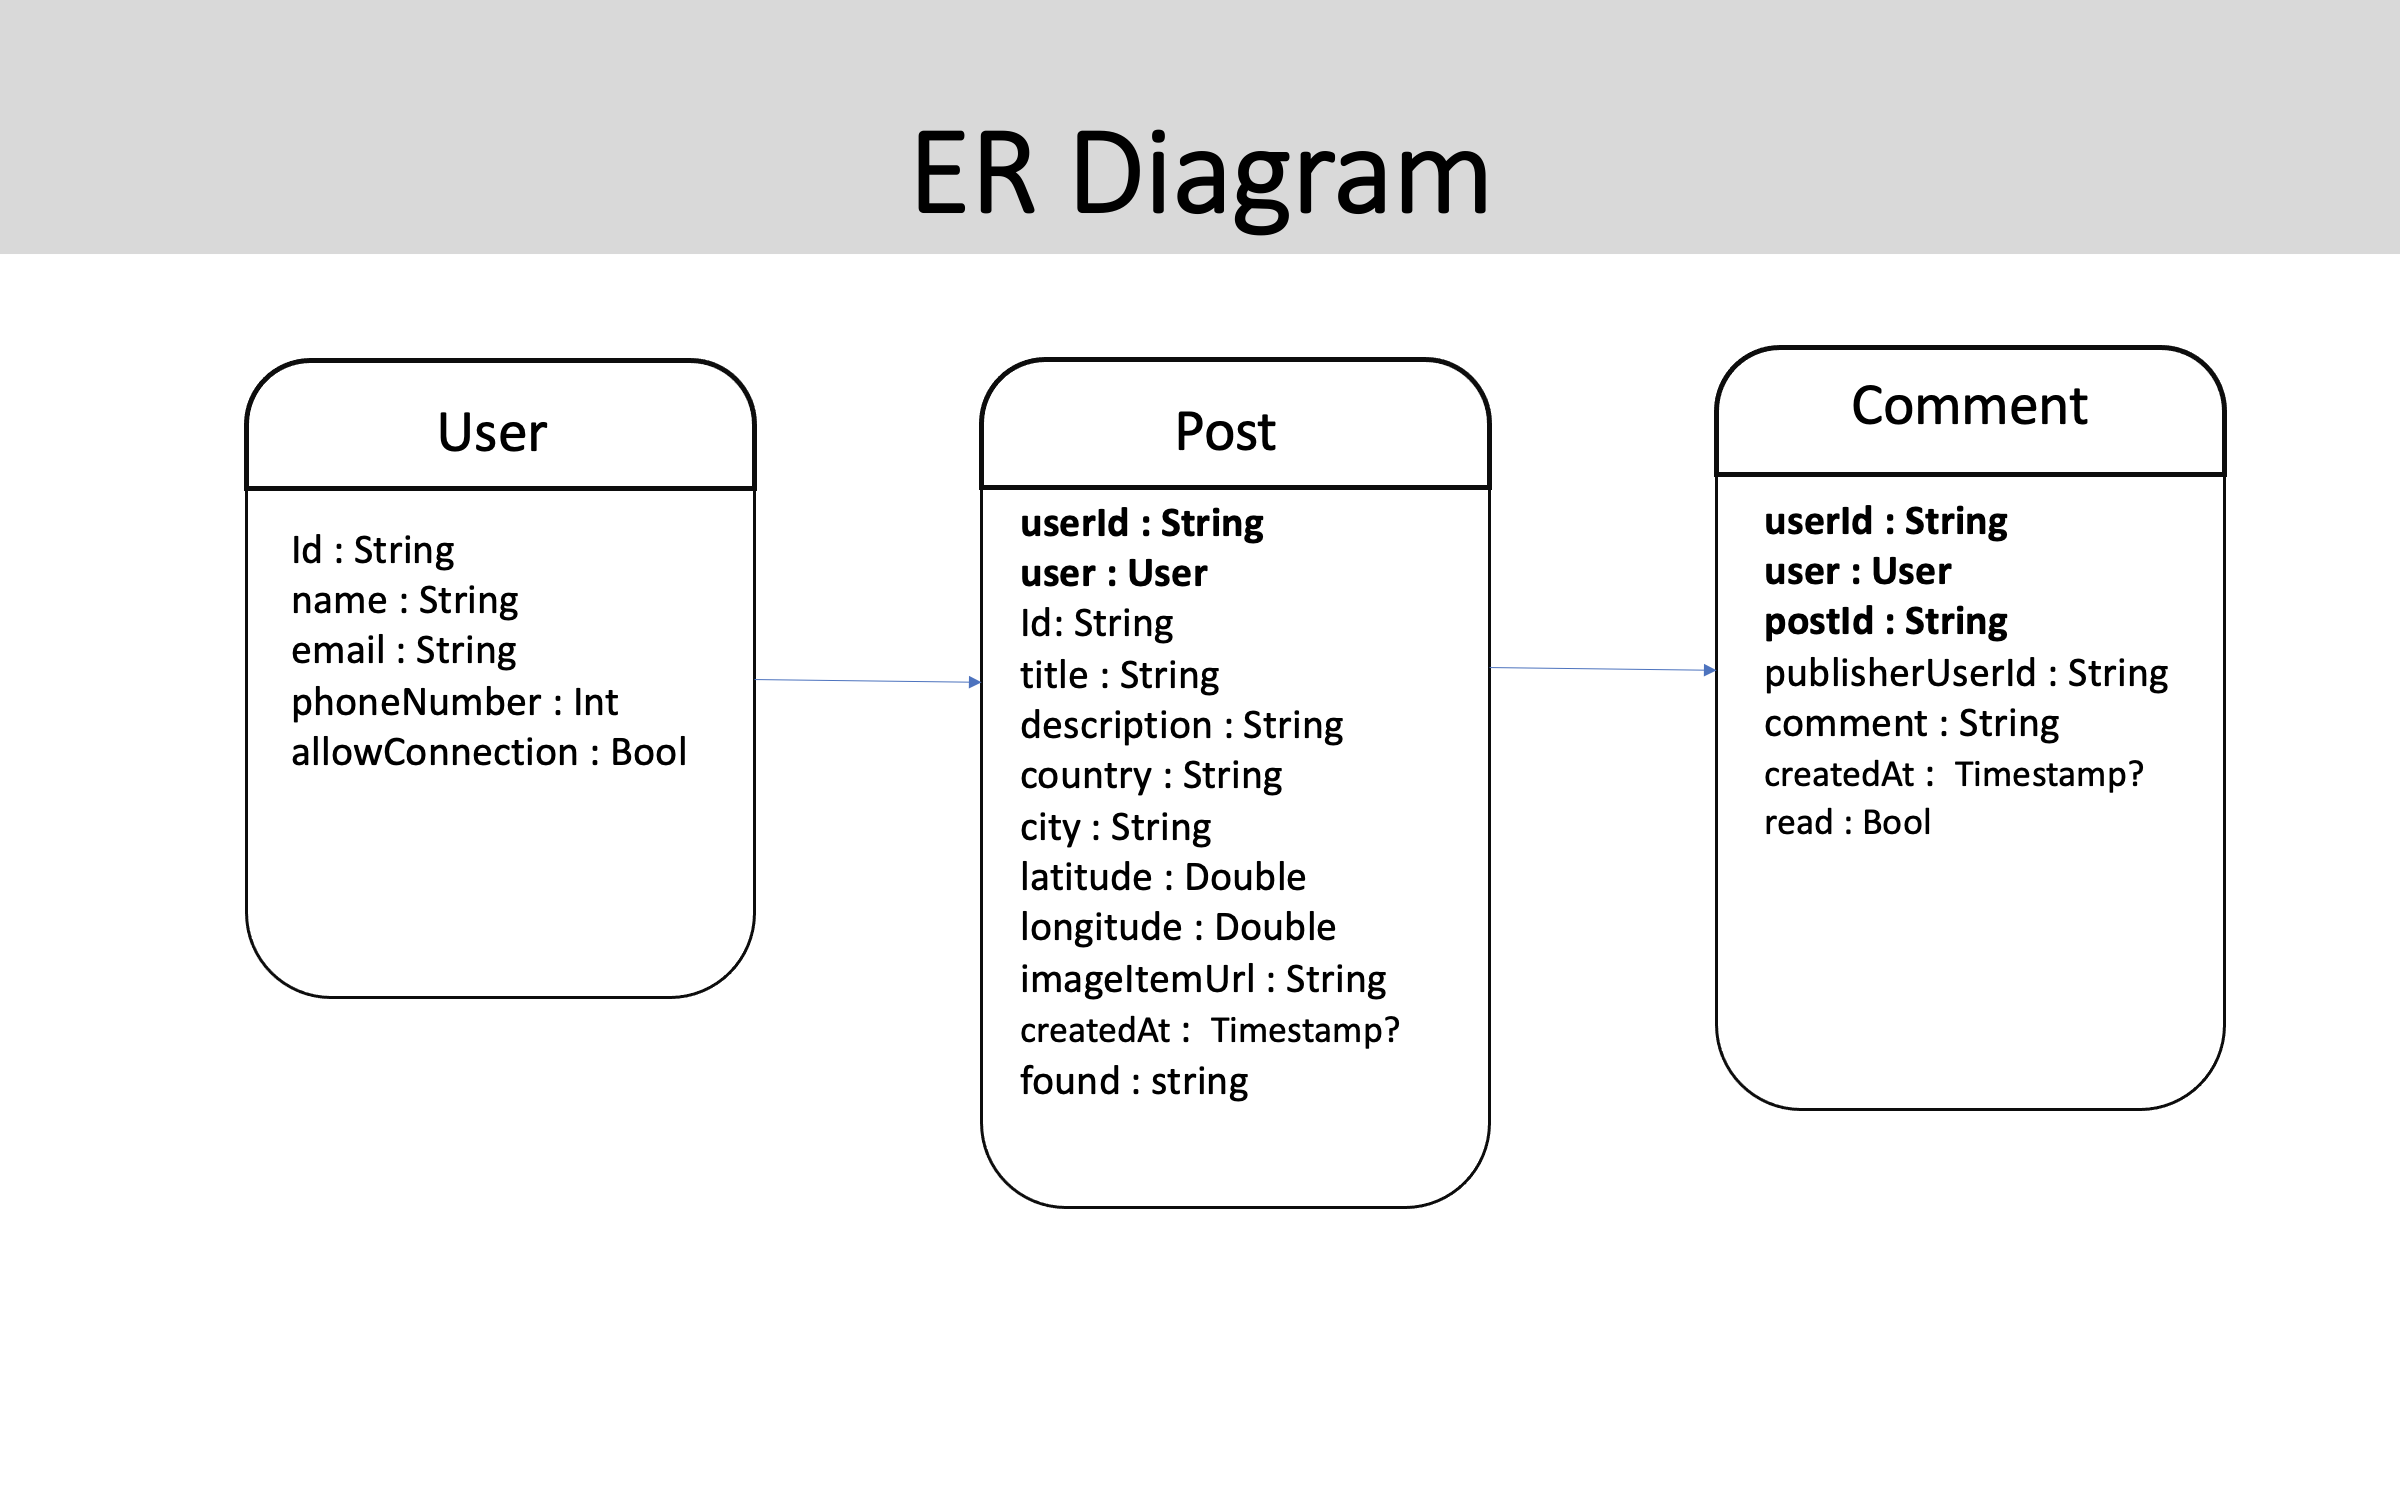 ER Diagram
User
Id : String
name : String
email : String
phoneNumber : Int
allowConnection : Bool
Post
userId : String
user : User
Id: String
title : String
description : String
country : String
city : String
latitude : Double
longitude : Double
imageItemUrl : String
createdAt :  Timestamp?
found : string
Comment
userId : String
user : User
postId : String
publisherUserId : String
comment : String
createdAt :  Timestamp?
read : Bool